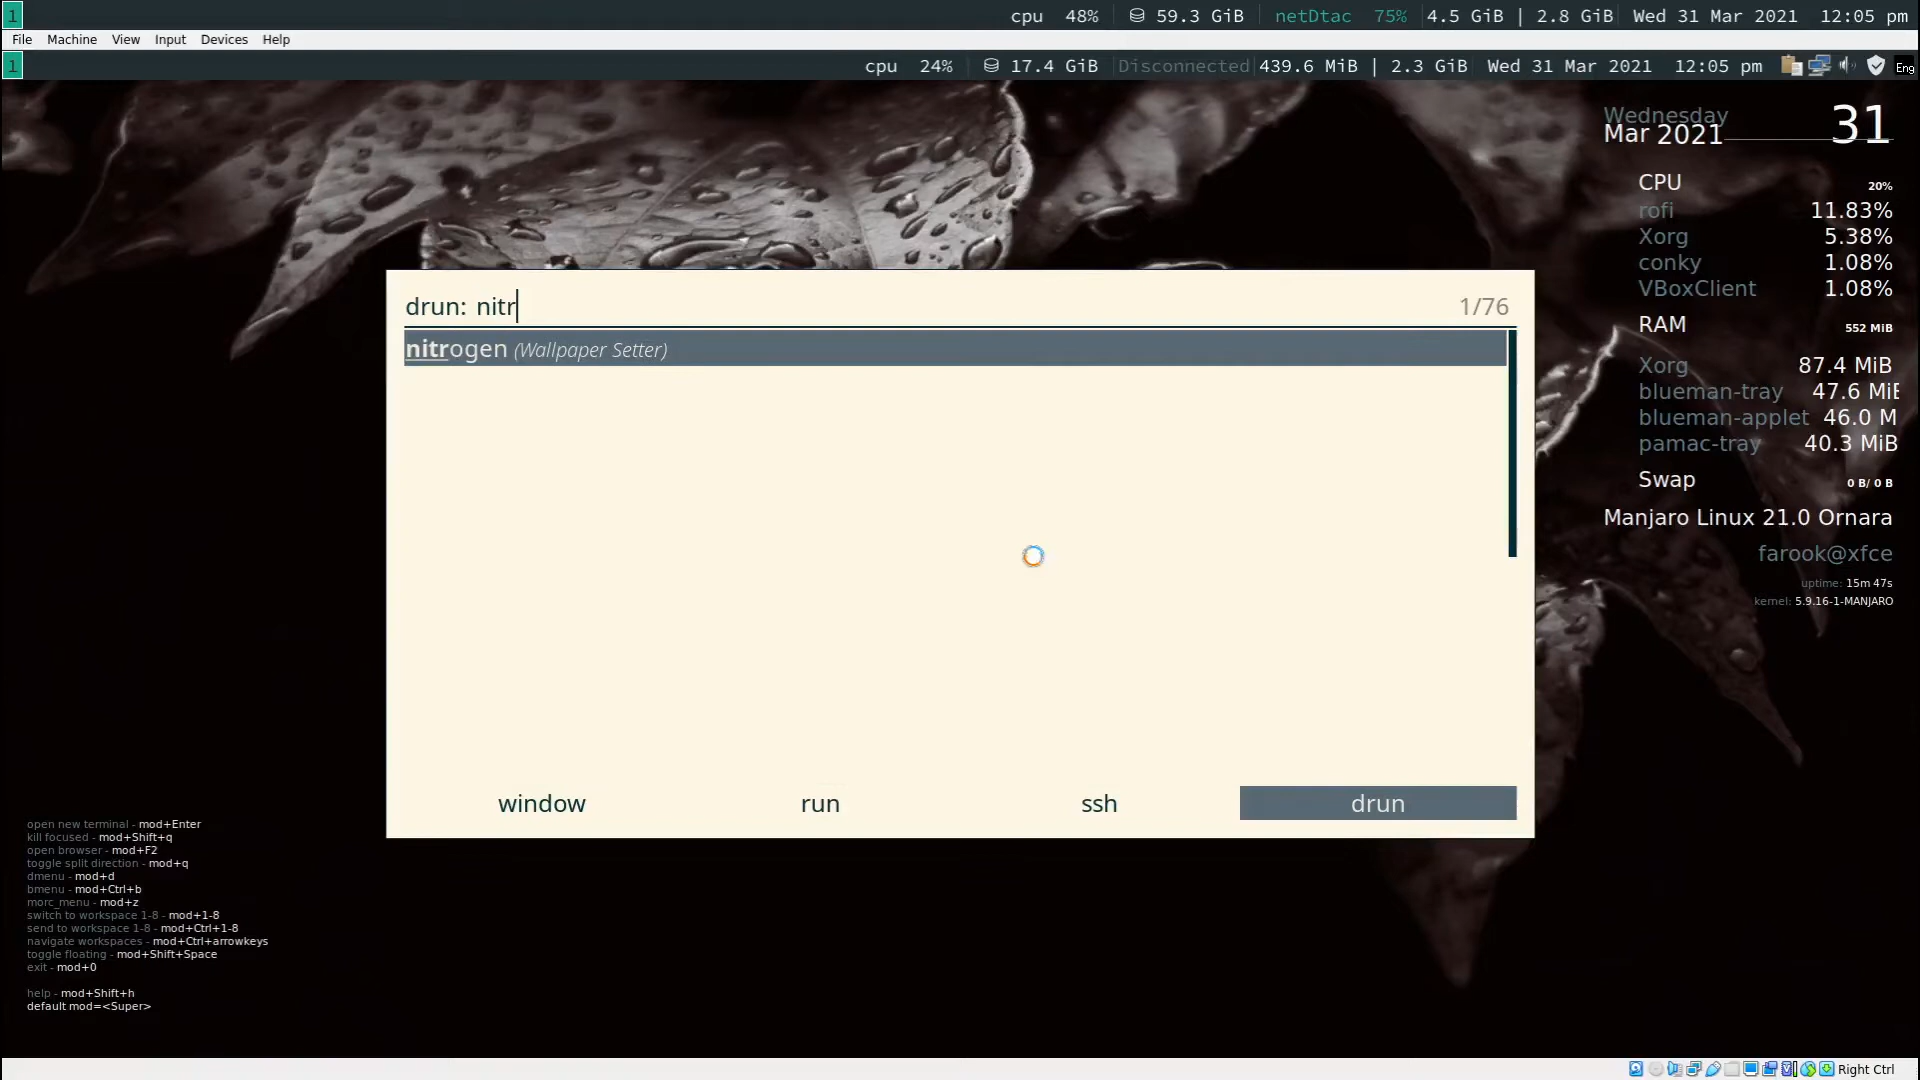 1 cpu 48% 59.3 GiB netDtac 75% 4.5 GiB | 2.8 GiB Wed 31 Mar 2021 12:05 pm
File Machine View Input Devices Help
1 cpu 24% 17.4 GiB Disconnected 439.6 MiB | 2.3 GiB Wed 31 Mar 2021 12:05 pm Eng
Wednesday 31
Mar 2021
CPU 20%
rofi 11.83%
Xorg 5.38%
conky 1.08%
VBoxClient 1.08%
RAM 552 MiB
Xorg 87.4 MiB
blueman-tray 47.6 MiB
blueman-applet 46.0 M
pamac-tray 40.3 MiB
Swap 0 B/ 0 B
Manjaro Linux 21.0 Ornara
farook@xfce
uptime: 15m 47s
kernel: 5.9.16-1-MANJARO
drun: nitr 1/76
nitrogen (Wallpaper Setter)
window run ssh drun
open new terminal - mod+Enter
kill focused - mod+Shift+q
open browser - mod+F2
toggle split direction - mod+q
dmenu - mod+d
bmenu - mod+Ctrl+b
morc_menu - mod+z
switch to workspace 1-8 - mod+1-8
send to workspace 1-8 - mod+Ctrl+1-8
navigate workspaces - mod+Ctrl+arrowkeys
toggle floating - mod+Shift+Space
exit - mod+0
help - mod+Shift+h
default mod=<Super>
Right Ctrl